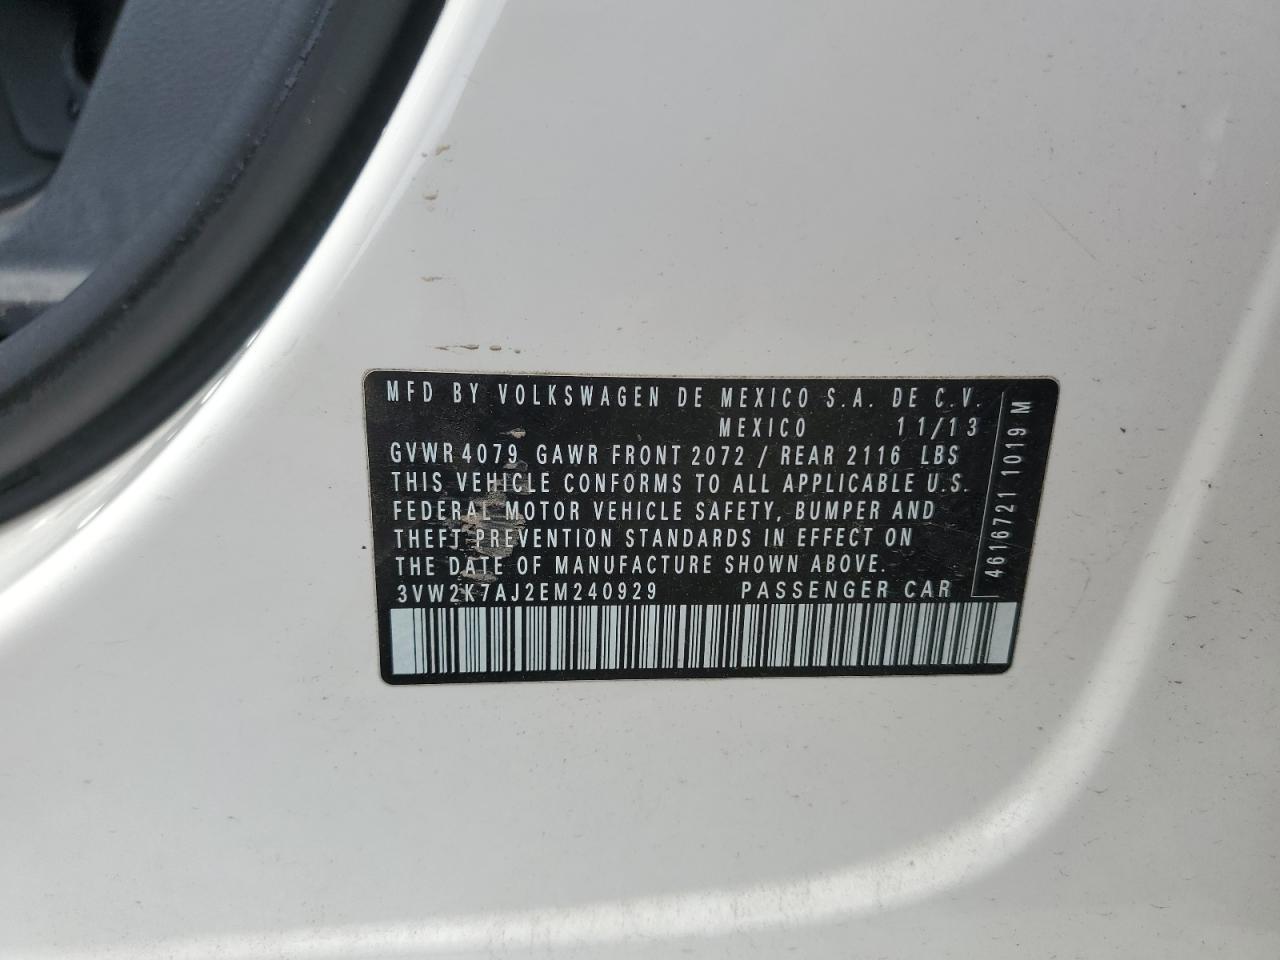 MFD BY VOLKSWAGEN DE MEXICO S.A. DE C.V.
MEXICO 11/13
GVWR 4079 GAWR FRONT 2072 / REAR 2116 LBS
THIS VEHICLE CONFORMS TO ALL APPLICABLE U.S.
FEDERAL MOTOR VEHICLE SAFETY, BUMPER AND
THEFT PREVENTION STANDARDS IN EFFECT ON
THE DATE OF MANUFACTURE SHOWN ABOVE.
3VW2K7AJ2EM240929 PASSENGER CAR
4616721 1019 M